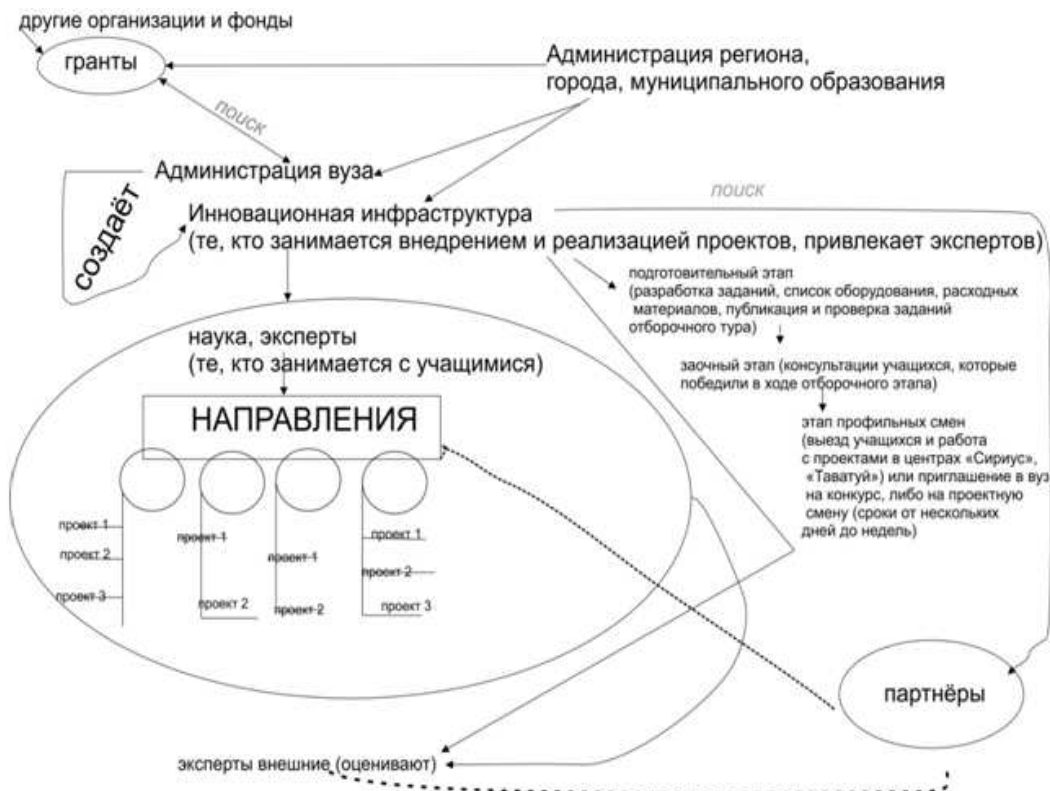 другие организации и фонды
гранты
Администрация региона,
города, муниципального образования
поиск
Администрация вуза
создаёт
поиск
Инновационная инфраструктура
(те, кто занимается внедрением и реализацией проектов, привлекает экспертов)
подготовительный этап
(разработка заданий, список оборудования, расходных
материалов, публикация и проверка заданий
отборочного тура)
заочный этап (консультации учащихся, которые
победили в ходе отборочного этапа)
этап профильных смен
(выезд учащихся и работа
с проектами в центрах «Сириус»,
«Таватуй») или приглашение в вуз
на конкурс, либо на проектную
смену (сроки от нескольких
дней до недель)
наука, эксперты
(те, кто занимается с учащимися)
НАПРАВЛЕНИЯ
проект 1
проект 2
проект 3
проект 1
проект 2
проект 1
проект 2
проект 1
проект 2
проект 3
партнёры
эксперты внешние (оценивают)